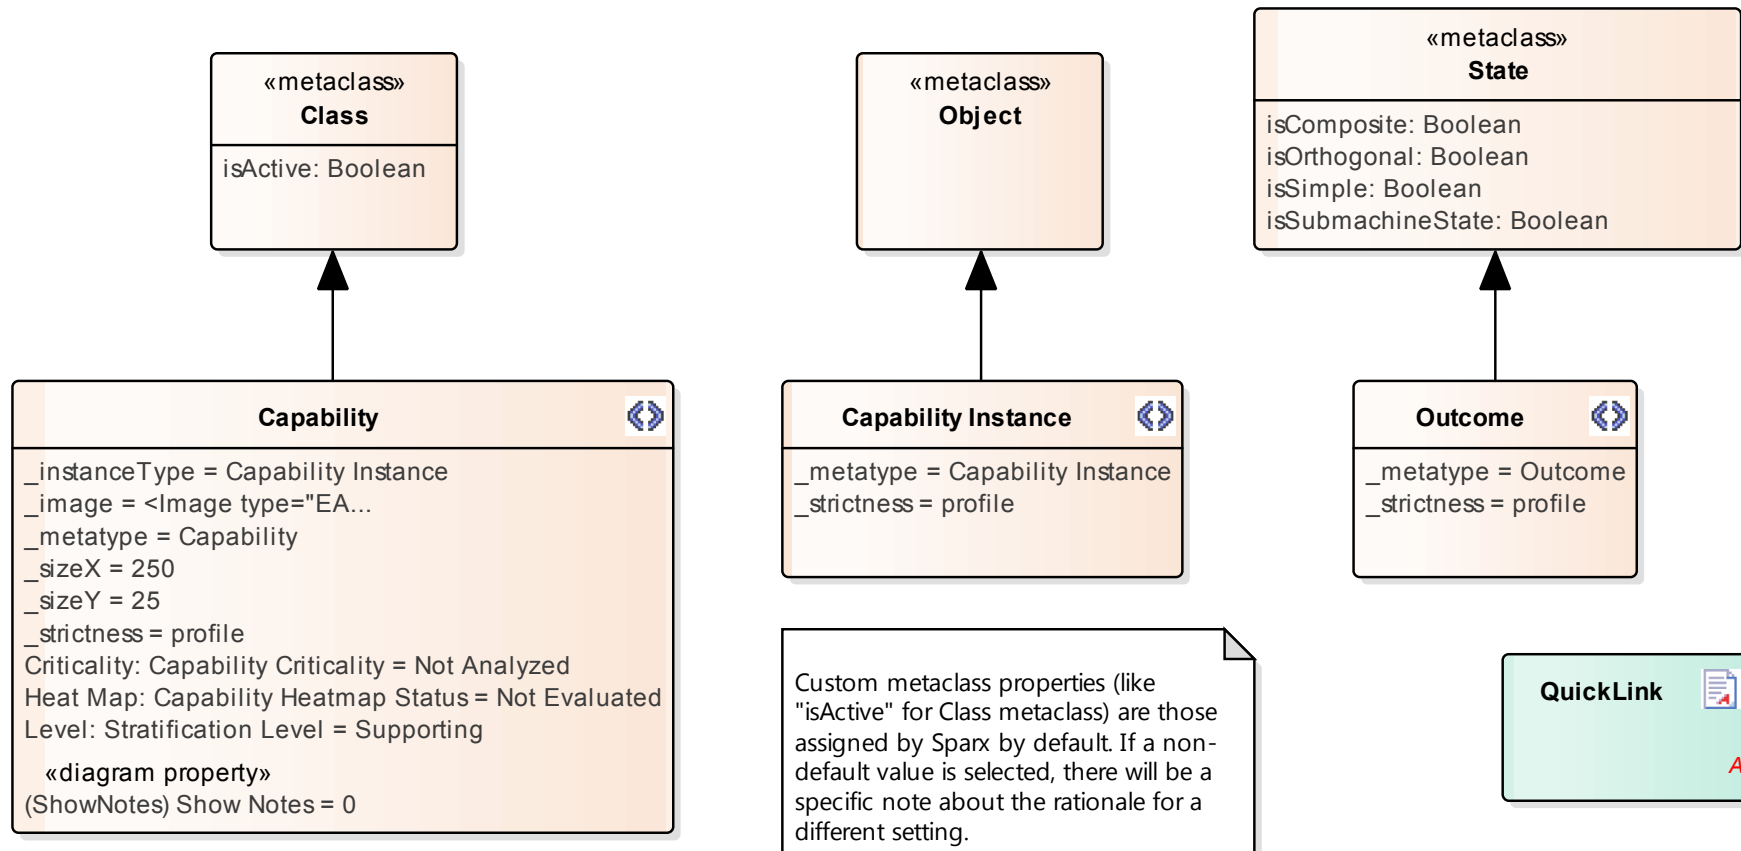 «metaclass»
Class
isActive: Boolean
«metaclass»
Object
«metaclass»
State
isComposite: Boolean
isOrthogonal: Boolean
isSimple: Boolean
isSubmachineState: Boolean
Capability
_instanceType = Capability Instance
_image = <Image type="EA...
_metatype = Capability
_sizeX = 250
_sizeY = 25
_strictness = profile
Criticality: Capability Criticality = Not Analyzed
Heat Map: Capability Heatmap Status = Not Evaluated
Level: Stratification Level = Supporting
«diagram property»
(ShowNotes) Show Notes = 0
Capability Instance
_metatype = Capability Instance
_strictness = profile
Outcome
_metatype = Outcome
_strictness = profile
Custom metaclass properties (like
"isActive" for Class metaclass) are those
assigned by Sparx by default. If a non-
default value is selected, there will be a
specific note about the rationale for a
different setting.
QuickLink
A